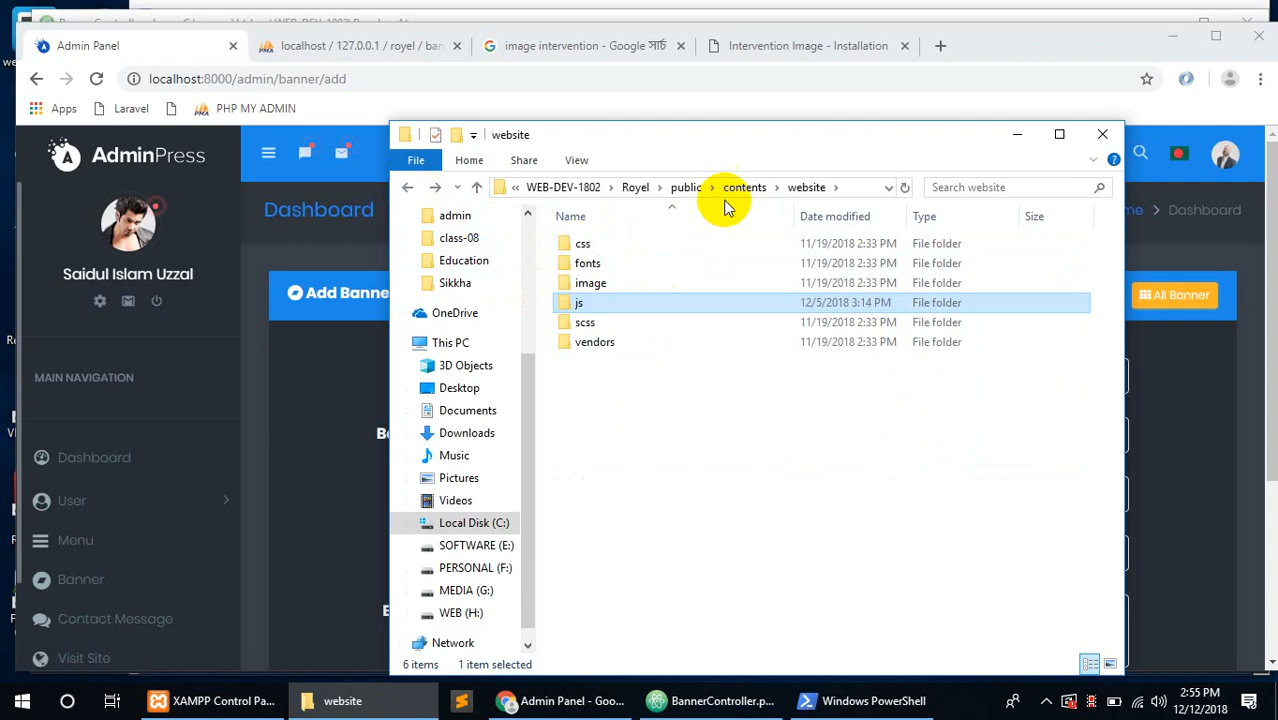 Admin Panel
localhost / 127.0.0.1 / royel / ban
image intervention - Google সার্চ
Intervention Image - Installation
localhost:8000/admin/banner/add
Apps
Laravel
PHP MY ADMIN
AdminPress
Dashboard
Dashboard
Saidul Islam Uzzal
Add Banner
All Banner
MAIN NAVIGATION
Dashboard
User
Menu
Banner
Contact Message
Visit Site
website
File
Home
Share
View
« WEB-DEV-1802 > Royel > public > contents > website >
Search website
admin
class-08
Education
Sikkha
OneDrive
This PC
3D Objects
Desktop
Documents
Downloads
Music
Pictures
Videos
Local Disk (C:)
SOFTWARE (E:)
PERSONAL (F:)
MEDIA (G:)
WEB (H:)
Network
Name Date modified Type Size
css 11/19/2018 2:33 PM File folder
fonts 11/19/2018 2:33 PM File folder
image 11/19/2018 2:33 PM File folder
js 12/5/2018 3:14 PM File folder
scss 11/19/2018 2:33 PM File folder
vendors 11/19/2018 2:33 PM File folder
6 items 1 item selected
XAMPP Control Pa...
website
Admin Panel - Goo...
BannerController.p...
Windows PowerShell
2:55 PM
12/12/2018